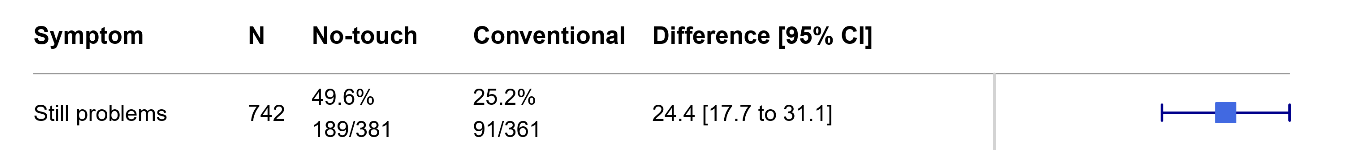 Symptom N No-touch Conventional Difference [95% CI]
49.6% 25.2%
Still problems 742 24.4 [17.7 to 31.1]
189/381 91/361